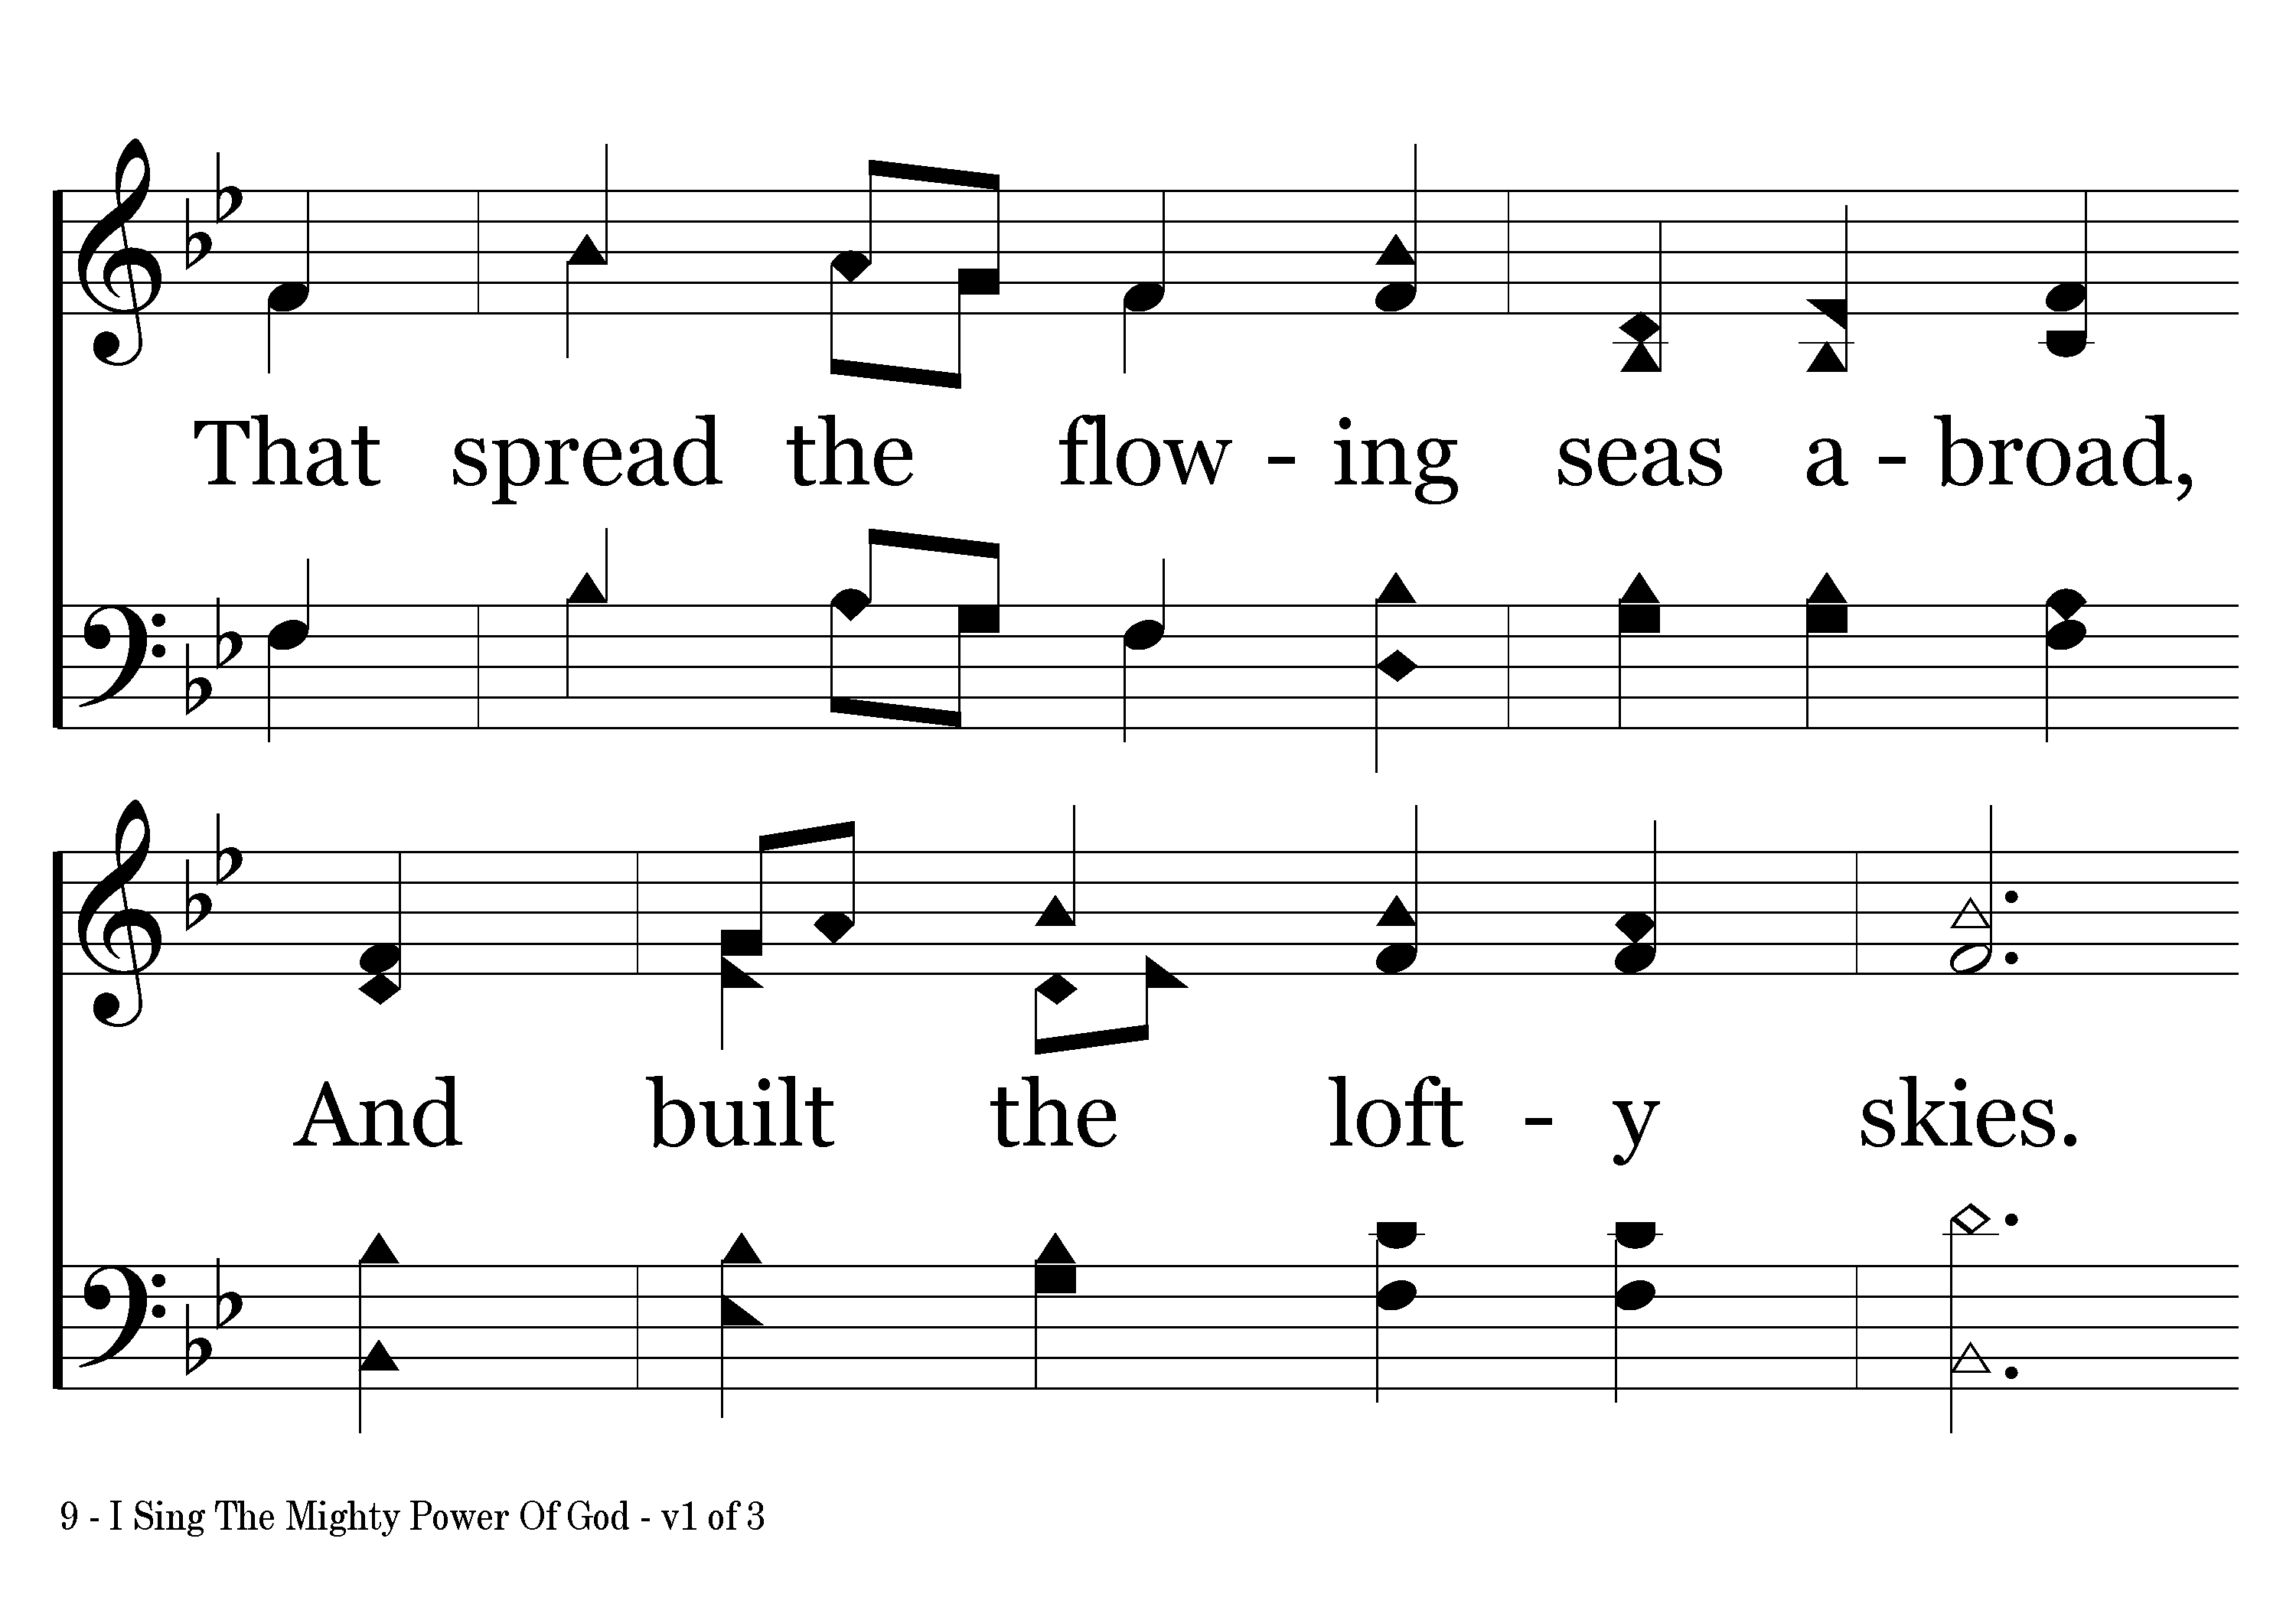 That spread the flow - ing seas a - broad,
And built the loft - y skies.
9 - I Sing The Mighty Power Of God - v1 of 3